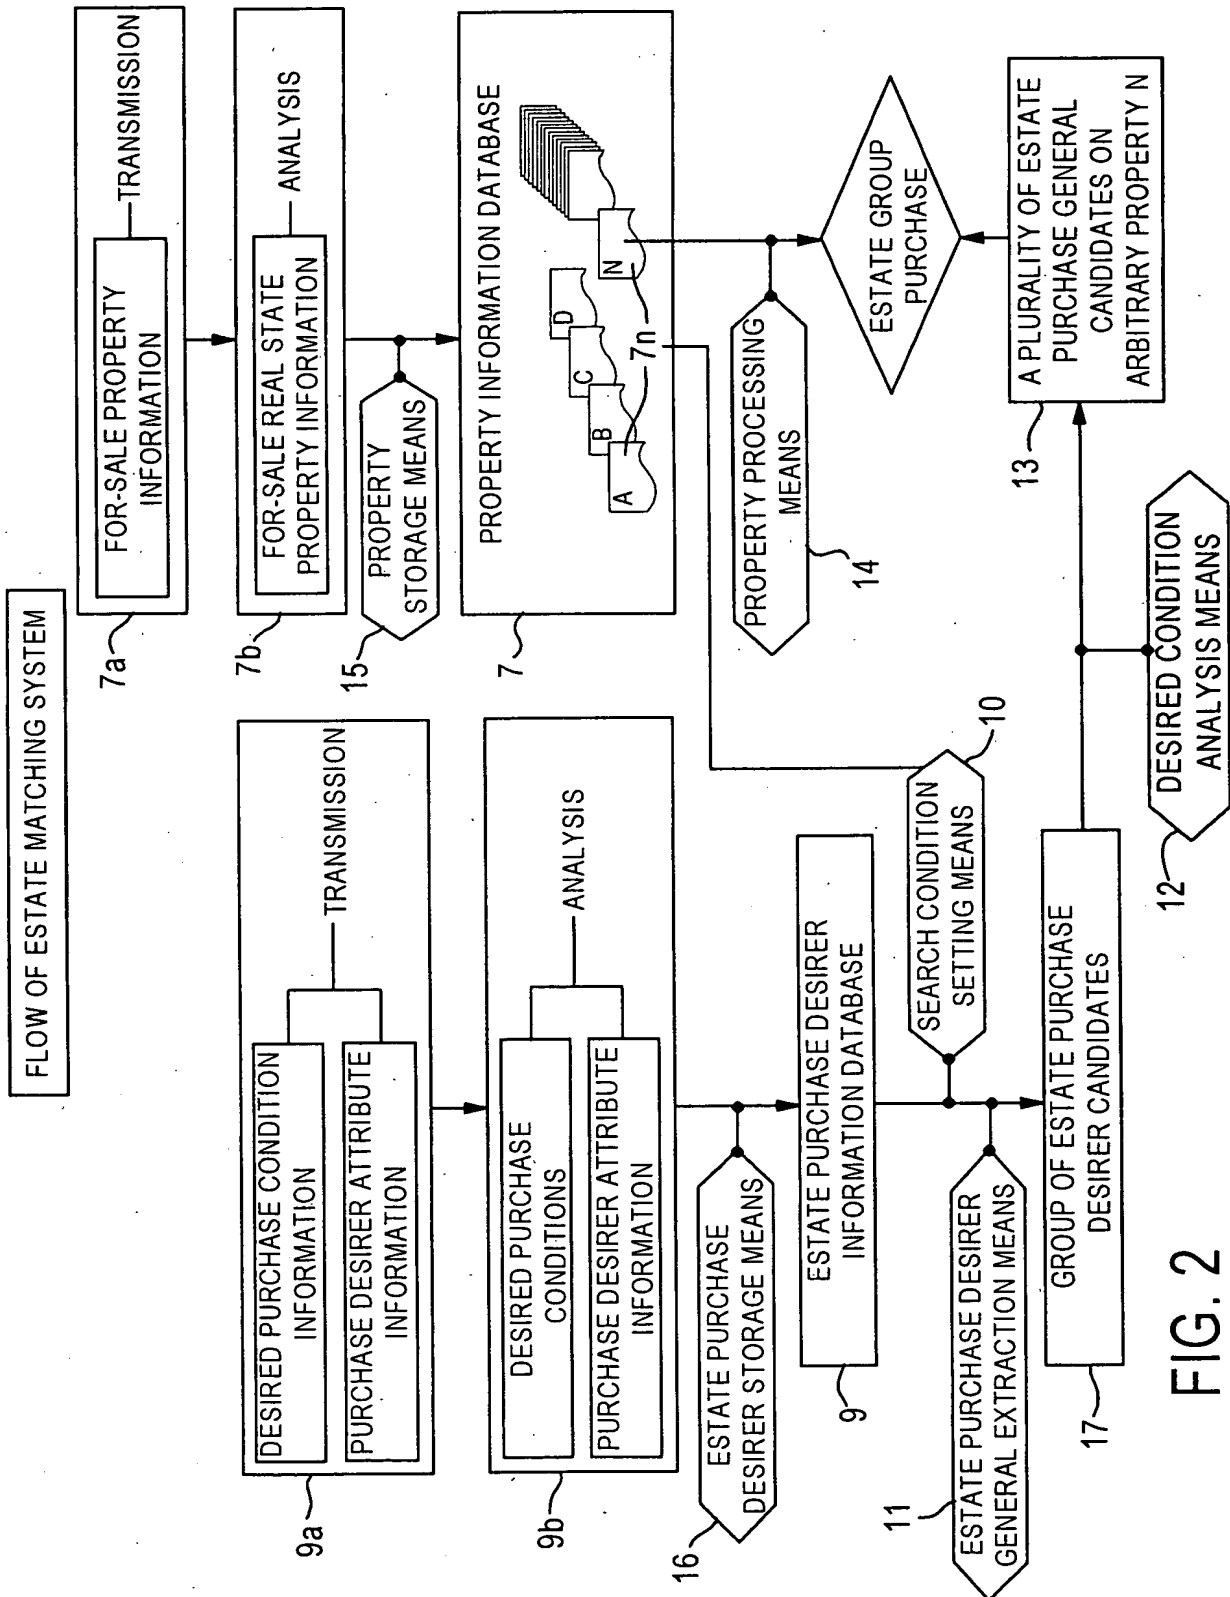 FLOW OF ESTATE MATCHING SYSTEM
9a
DESIRED PURCHASE CONDITION
INFORMATION
PURCHASE DESIRER ATTRIBUTE
INFORMATION
TRANSMISSION
9b
DESIRED PURCHASE
CONDITIONS
PURCHASE DESIRER ATTRIBUTE
INFORMATION
ANALYSIS
16
ESTATE PURCHASE
DESIRER STORAGE MEANS
9
ESTATE PURCHASE DESIRER
INFORMATION DATABASE
10
SEARCH CONDITION
SETTING MEANS
11
ESTATE PURCHASE DESIRER
GENERAL EXTRACTION MEANS
17
GROUP OF ESTATE PURCHASE
DESIRER CANDIDATES
12
DESIRED CONDITION
ANALYSIS MEANS
7a
FOR-SALE PROPERTY
INFORMATION
TRANSMISSION
7b
FOR-SALE REAL STATE
PROPERTY INFORMATION
ANALYSIS
15
PROPERTY
STORAGE MEANS
7
PROPERTY INFORMATION DATABASE
A
B
C
D
N
7n
14
PROPERTY PROCESSING
MEANS
ESTATE GROUP
PURCHASE
13
A PLURALITY OF ESTATE
PURCHASE GENERAL
CANDIDATES ON
ARBITRARY PROPERTY N
FIG. 2